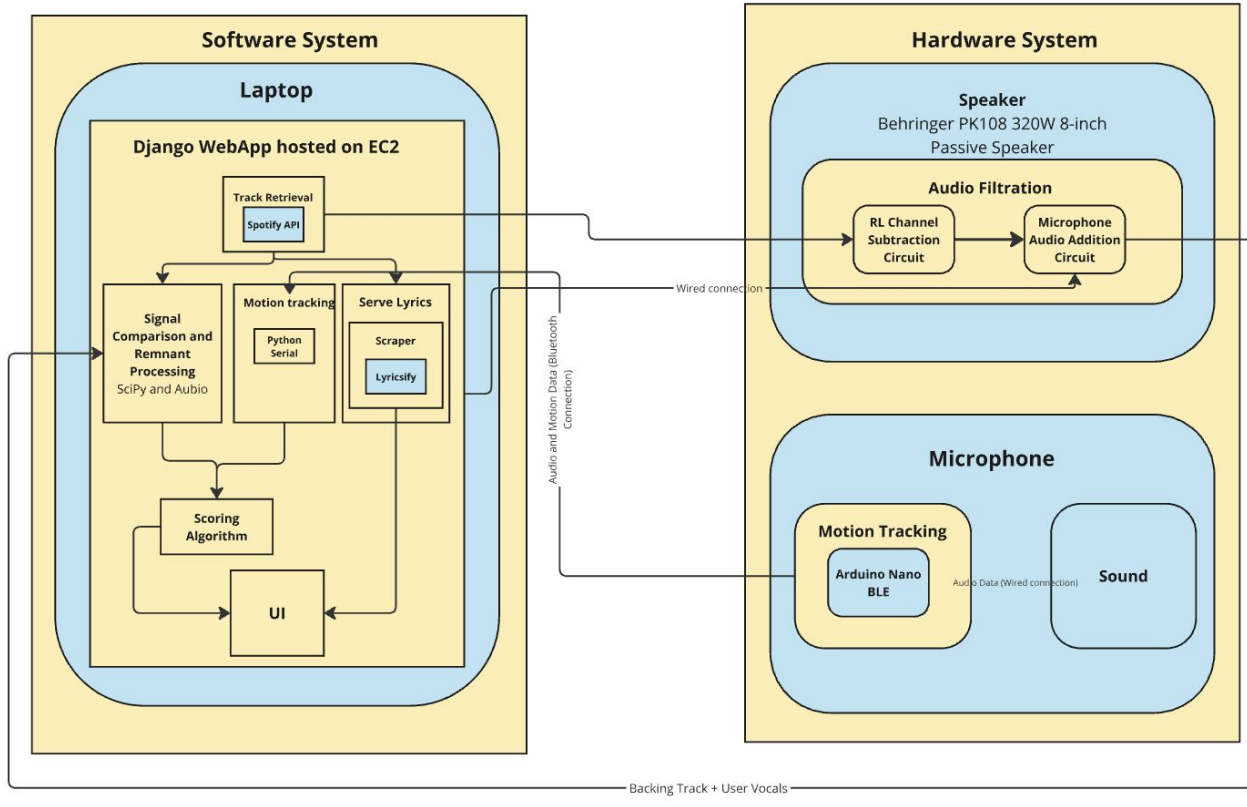 Software System
Laptop
Django WebApp hosted on EC2
Track Retrieval
Spotify API
Signal
Comparison and
Remnant
Processing
SciPy and Aubio
Motion tracking
Python
Serial
Serve Lyrics
Scraper
Lyricsify
Scoring
Algorithm
UI
Wired connection
Audio and Motion Data (Bluetooth
Connection)
Hardware System
Speaker
Behringer PK108 320W 8-inch
Passive Speaker
Audio Filtration
RL Channel
Subtraction
Circuit
Microphone
Audio Addition
Circuit
Microphone
Motion Tracking
Arduino Nano
BLE
Audio Data (Wired connection)
Sound
Backing Track + User Vocals